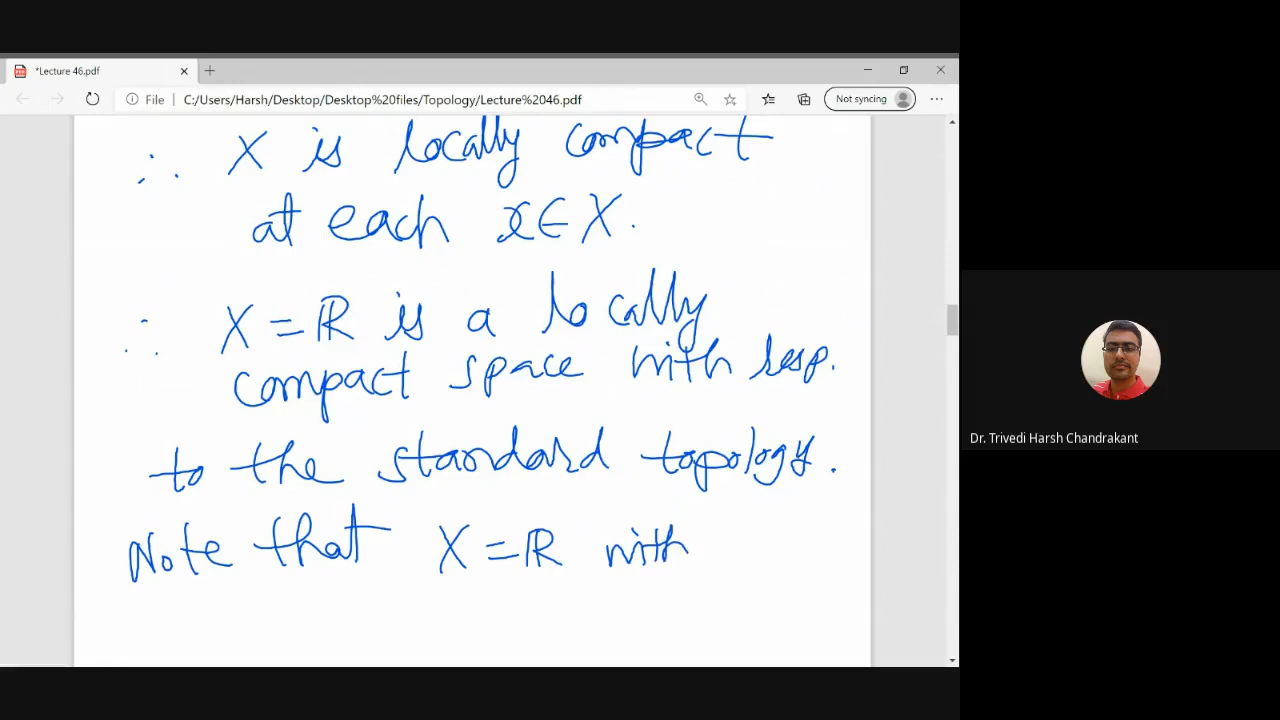 *Lecture 46.pdf
File
C:/Users/Harsh/Desktop/Desktop%20files/Topology/Lecture%2046.pdf
Not syncing
∴ X is locally compact
at each x∈X.
∴ X = ℝ is a locally
compact space with resp.
to the standard topology.
Note that X = ℝ with
Dr. Trivedi Harsh Chandrakant